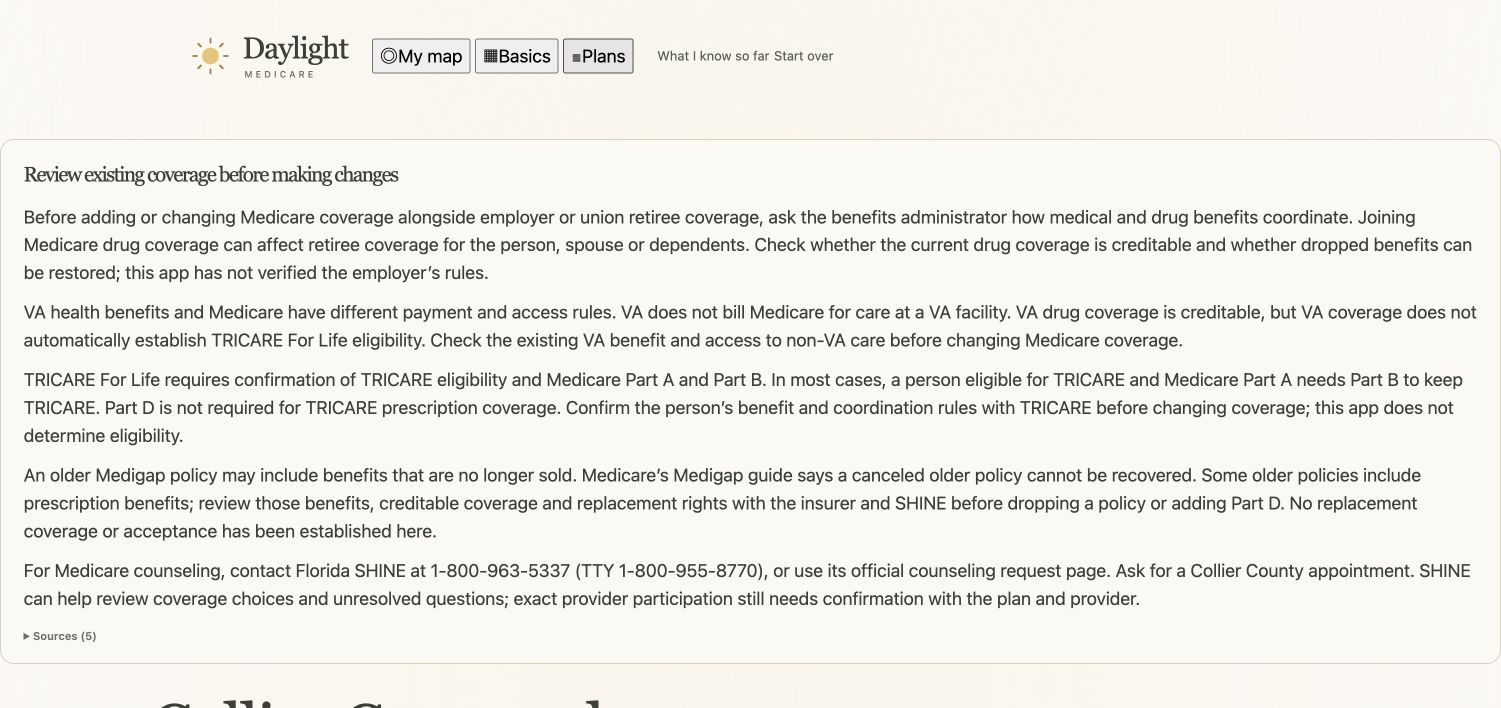 Daylight
MEDICARE
My map
Basics
Plans
What I know so far Start over
Review existing coverage before making changes
Before adding or changing Medicare coverage alongside employer or union retiree coverage, ask the benefits administrator how medical and drug benefits coordinate. Joining
Medicare drug coverage can affect retiree coverage for the person, spouse or dependents. Check whether the current drug coverage is creditable and whether dropped benefits can
be restored; this app has not verified the employer’s rules.
VA health benefits and Medicare have different payment and access rules. VA does not bill Medicare for care at a VA facility. VA drug coverage is creditable, but VA coverage does not
automatically establish TRICARE For Life eligibility. Check the existing VA benefit and access to non-VA care before changing Medicare coverage.
TRICARE For Life requires confirmation of TRICARE eligibility and Medicare Part A and Part B. In most cases, a person eligible for TRICARE and Medicare Part A needs Part B to keep
TRICARE. Part D is not required for TRICARE prescription coverage. Confirm the person’s benefit and coordination rules with TRICARE before changing coverage; this app does not
determine eligibility.
An older Medigap policy may include benefits that are no longer sold. Medicare’s Medigap guide says a canceled older policy cannot be recovered. Some older policies include
prescription benefits; review those benefits, creditable coverage and replacement rights with the insurer and SHINE before dropping a policy or adding Part D. No replacement
coverage or acceptance has been established here.
For Medicare counseling, contact Florida SHINE at 1-800-963-5337 (TTY 1-800-955-8770), or use its official counseling request page. Ask for a Collier County appointment. SHINE
can help review coverage choices and unresolved questions; exact provider participation still needs confirmation with the plan and provider.
Sources (5)